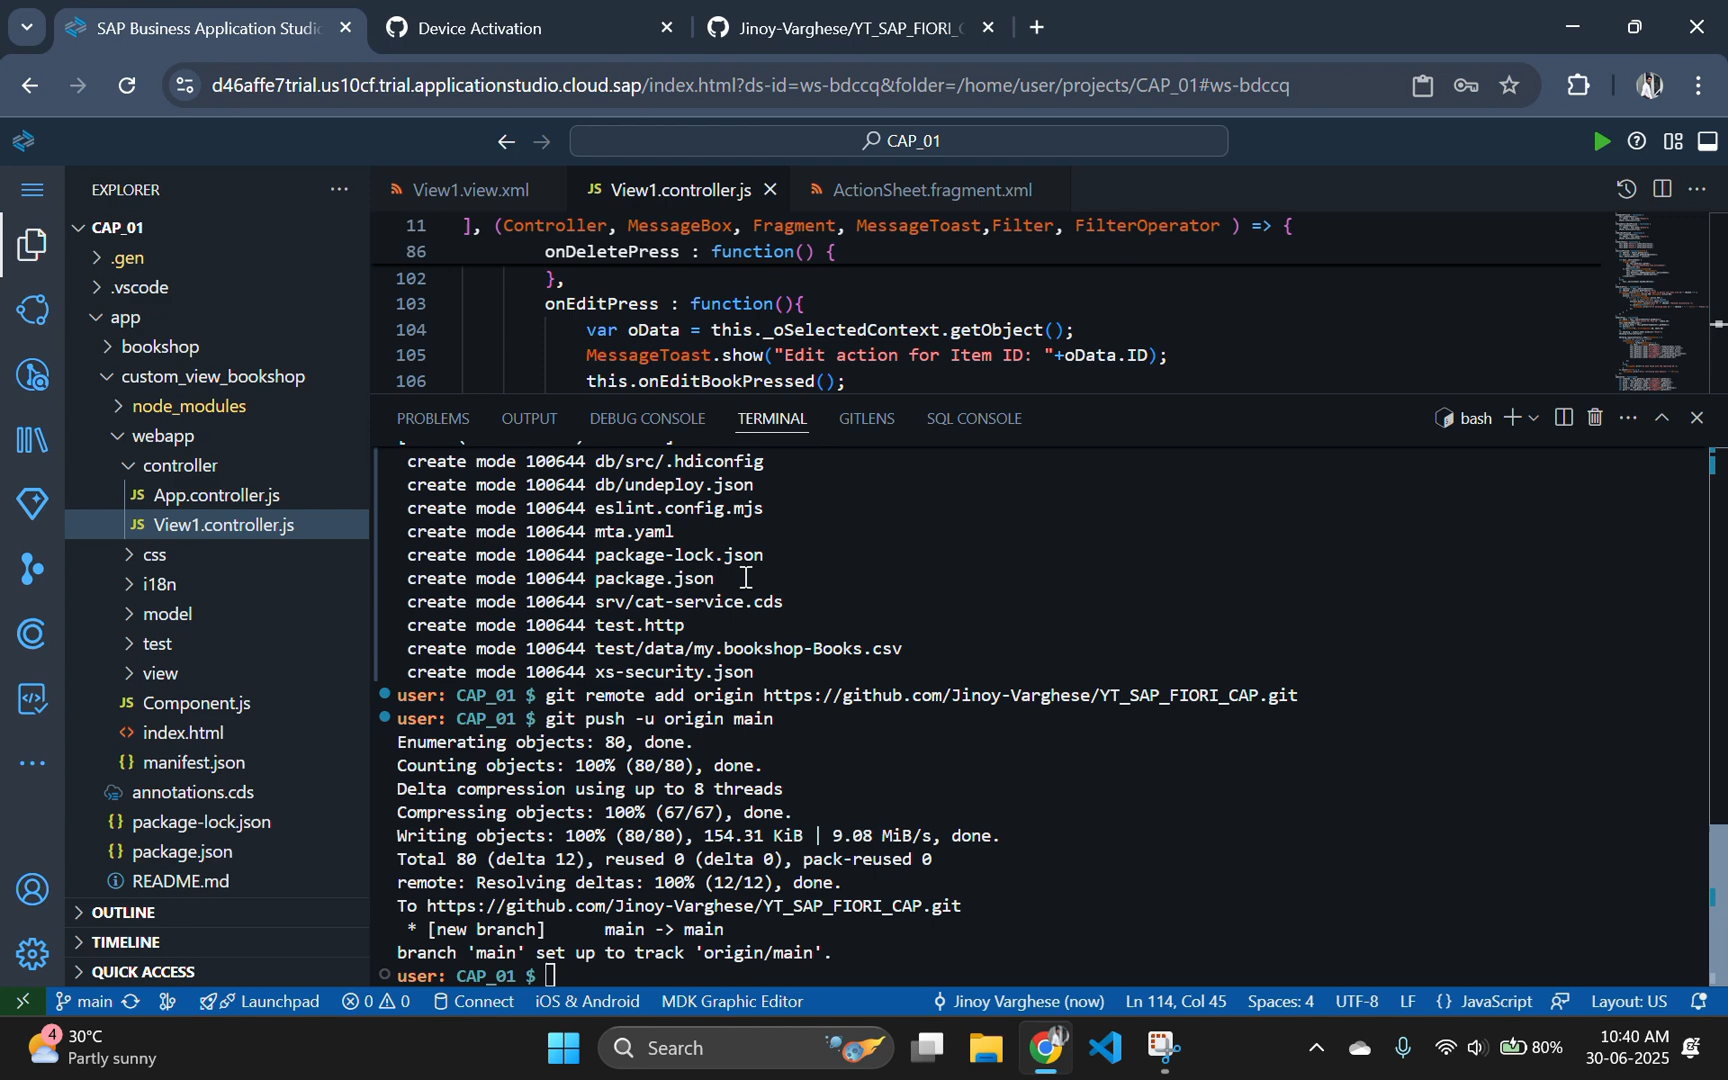 SAP Business Application Studio
Device Activation
Jinoy-Varghese/YT_SAP_FIORI_
d46affe7trial.us10cf.trial.applicationstudio.cloud.sap/index.html?ds-id=ws-bdccq&folder=/home/user/projects/CAP_01#ws-bdccq
CAP_01
EXPLORER
CAP_01
.gen
.vscode
app
bookshop
custom_view_bookshop
node_modules
webapp
controller
JS App.controller.js
JS View1.controller.js
css
i18n
model
test
view
JS Component.js
<> index.html
{} manifest.json
annotations.cds
{} package-lock.json
{} package.json
README.md
OUTLINE
TIMELINE
QUICK ACCESS
View1.view.xml
JS View1.controller.js
ActionSheet.fragment.xml
11 ], (Controller, MessageBox, Fragment, MessageToast,Filter, FilterOperator ) => {
86 onDeletePress : function() {
102 },
103 onEditPress : function(){
104 var oData = this._oSelectedContext.getObject();
105 MessageToast.show("Edit action for Item ID: "+oData.ID);
106 this.onEditBookPressed();
PROBLEMS OUTPUT DEBUG CONSOLE TERMINAL GITLENS SQL CONSOLE
bash
create mode 100644 db/src/.hdiconfig
create mode 100644 db/undeploy.json
create mode 100644 eslint.config.mjs
create mode 100644 mta.yaml
create mode 100644 package-lock.json
create mode 100644 package.json
create mode 100644 srv/cat-service.cds
create mode 100644 test.http
create mode 100644 test/data/my.bookshop-Books.csv
create mode 100644 xs-security.json
user: CAP_01 $ git remote add origin https://github.com/Jinoy-Varghese/YT_SAP_FIORI_CAP.git
user: CAP_01 $ git push -u origin main
Enumerating objects: 80, done.
Counting objects: 100% (80/80), done.
Delta compression using up to 8 threads
Compressing objects: 100% (67/67), done.
Writing objects: 100% (80/80), 154.31 KiB | 9.08 MiB/s, done.
Total 80 (delta 12), reused 0 (delta 0), pack-reused 0
remote: Resolving deltas: 100% (12/12), done.
To https://github.com/Jinoy-Varghese/YT_SAP_FIORI_CAP.git
* [new branch] main -> main
branch 'main' set up to track 'origin/main'.
user: CAP_01 $
main
Launchpad
0 0
Connect
iOS & Android
MDK Graphic Editor
Jinoy Varghese (now)
Ln 114, Col 45
Spaces: 4
UTF-8
LF
{} JavaScript
Layout: US
4
30°C
Partly sunny
Search
80%
10:40 AM
30-06-2025